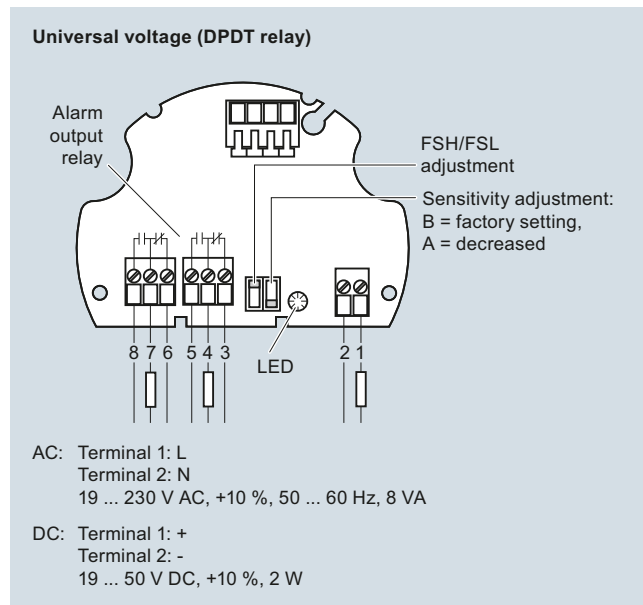 Universal voltage (DPDT relay)
Alarm
output
relay
FSH/FSL
adjustment
Sensitivity adjustment:
B = factory setting,
A = decreased
8 7 6 5 4 3 2 1
LED
AC: Terminal 1: L
Terminal 2: N
19 ... 230 V AC, +10 %, 50 ... 60 Hz, 8 VA
DC: Terminal 1: +
Terminal 2: -
19 ... 50 V DC, +10 %, 2 W